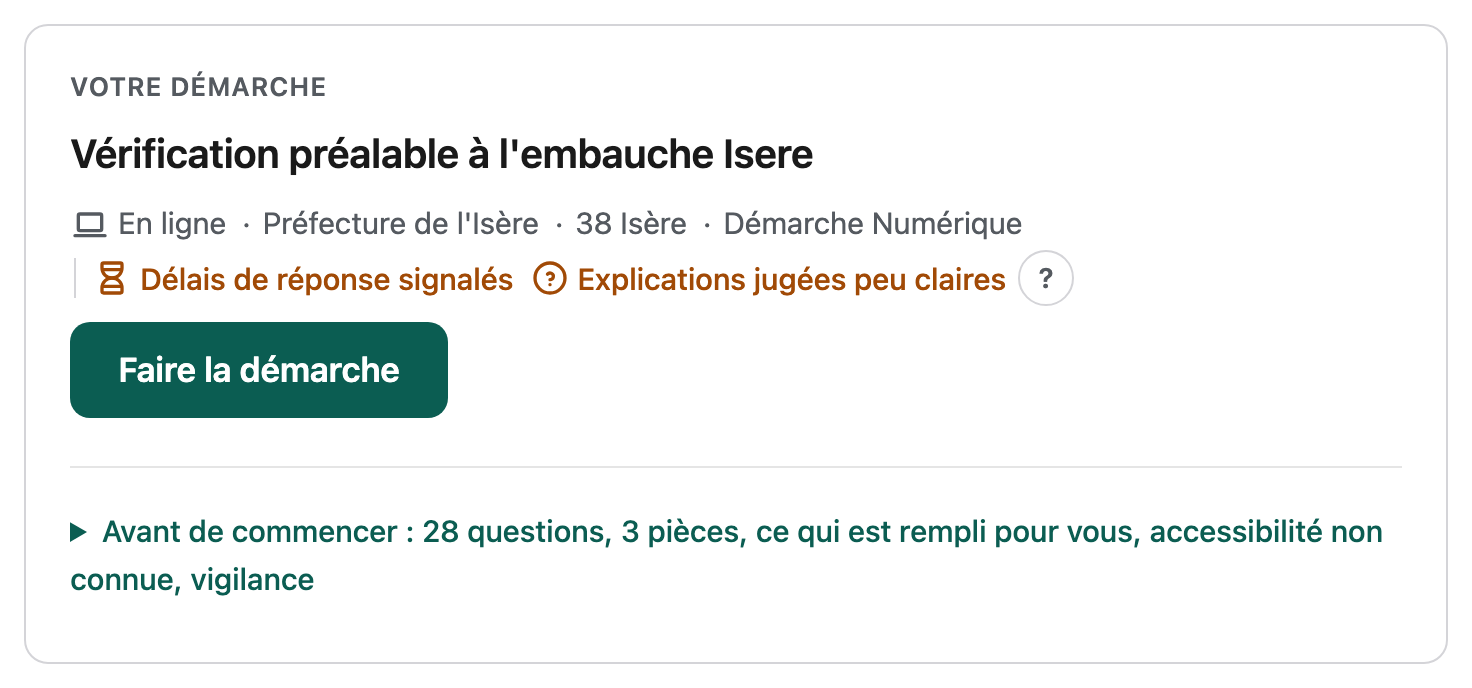 VOTRE DÉMARCHE
Vérification préalable à l'embauche Isere
En ligne · Préfecture de l'Isère · 38 Isère · Démarche Numérique
Délais de réponse signalés ? Explications jugées peu claires ?
Faire la démarche
▶ Avant de commencer : 28 questions, 3 pièces, ce qui est rempli pour vous, accessibilité non
connue, vigilance